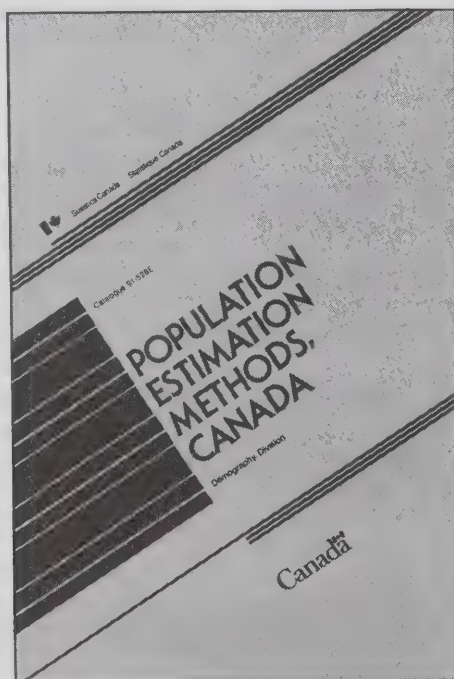 Statistics Canada Statistique Canada
Catalogue 91-528E
POPULATION
ESTIMATION
METHODS,
CANADA
Demography Division
Canada